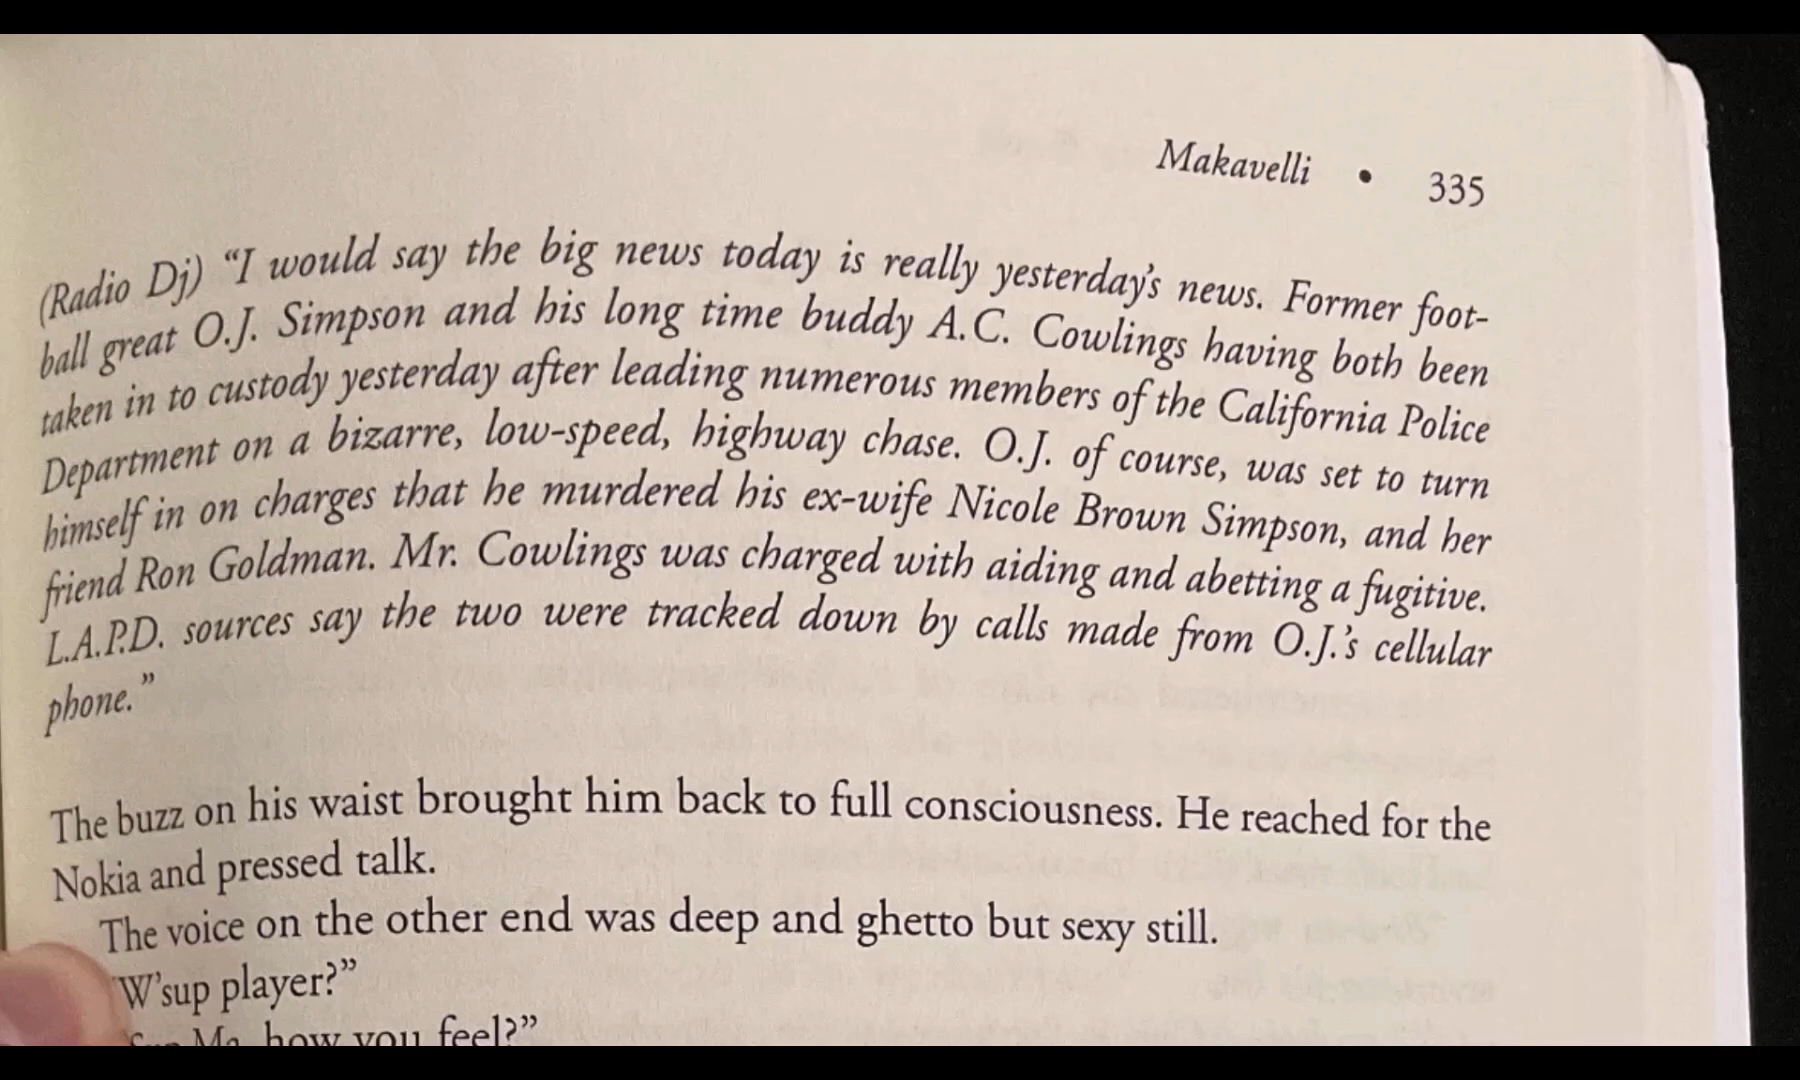 Makavelli • 335
(Radio Dj) “I would say the big news today is really yesterday's news. Former foot-
ball great O.J. Simpson and his long time buddy A.C. Cowlings having both been
taken in to custody yesterday after leading numerous members of the California Police
Department on a bizarre, low-speed, highway chase. O.J. of course, was set to turn
himself in on charges that he murdered his ex-wife Nicole Brown Simpson, and her
friend Ron Goldman. Mr. Cowlings was charged with aiding and abetting a fugitive.
L.A.P.D. sources say the two were tracked down by calls made from O.J.'s cellular
phone.”
The buzz on his waist brought him back to full consciousness. He reached for the
Nokia and pressed talk.
The voice on the other end was deep and ghetto but sexy still.
“W'sup player?”
Ma, how you feel?”